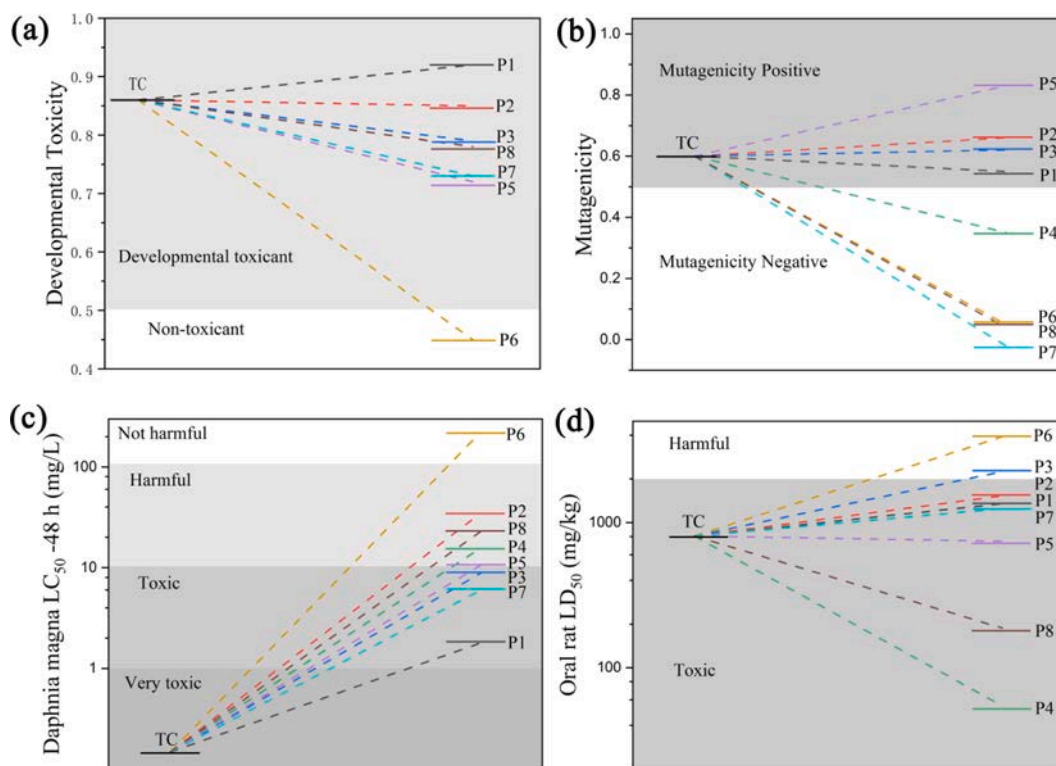 (a)
Developmental Toxicity
1.0
0.9
0.8
0.7
0.6
0.5
0.4
TC
P1
P2
P3
P8
P7
P5
Developmental toxicant
Non-toxicant
P6
(b)
Mutagenicity
1.0
0.8
0.6
0.4
0.2
0.0
Mutagenicity Positive
TC
P5
P2
P3
P1
P4
Mutagenicity Negative
P6
P8
P7
(c)
Daphnia magna LC50 -48 h (mg/L)
100
10
1
Not harmful
P6
Harmful
P2
P8
P4
P5
Toxic
P3
P7
P1
Very toxic
TC
(d)
Oral rat LD50 (mg/kg)
1000
100
Harmful
P6
P3
P2
P1
TC
P7
P5
P8
Toxic
P4